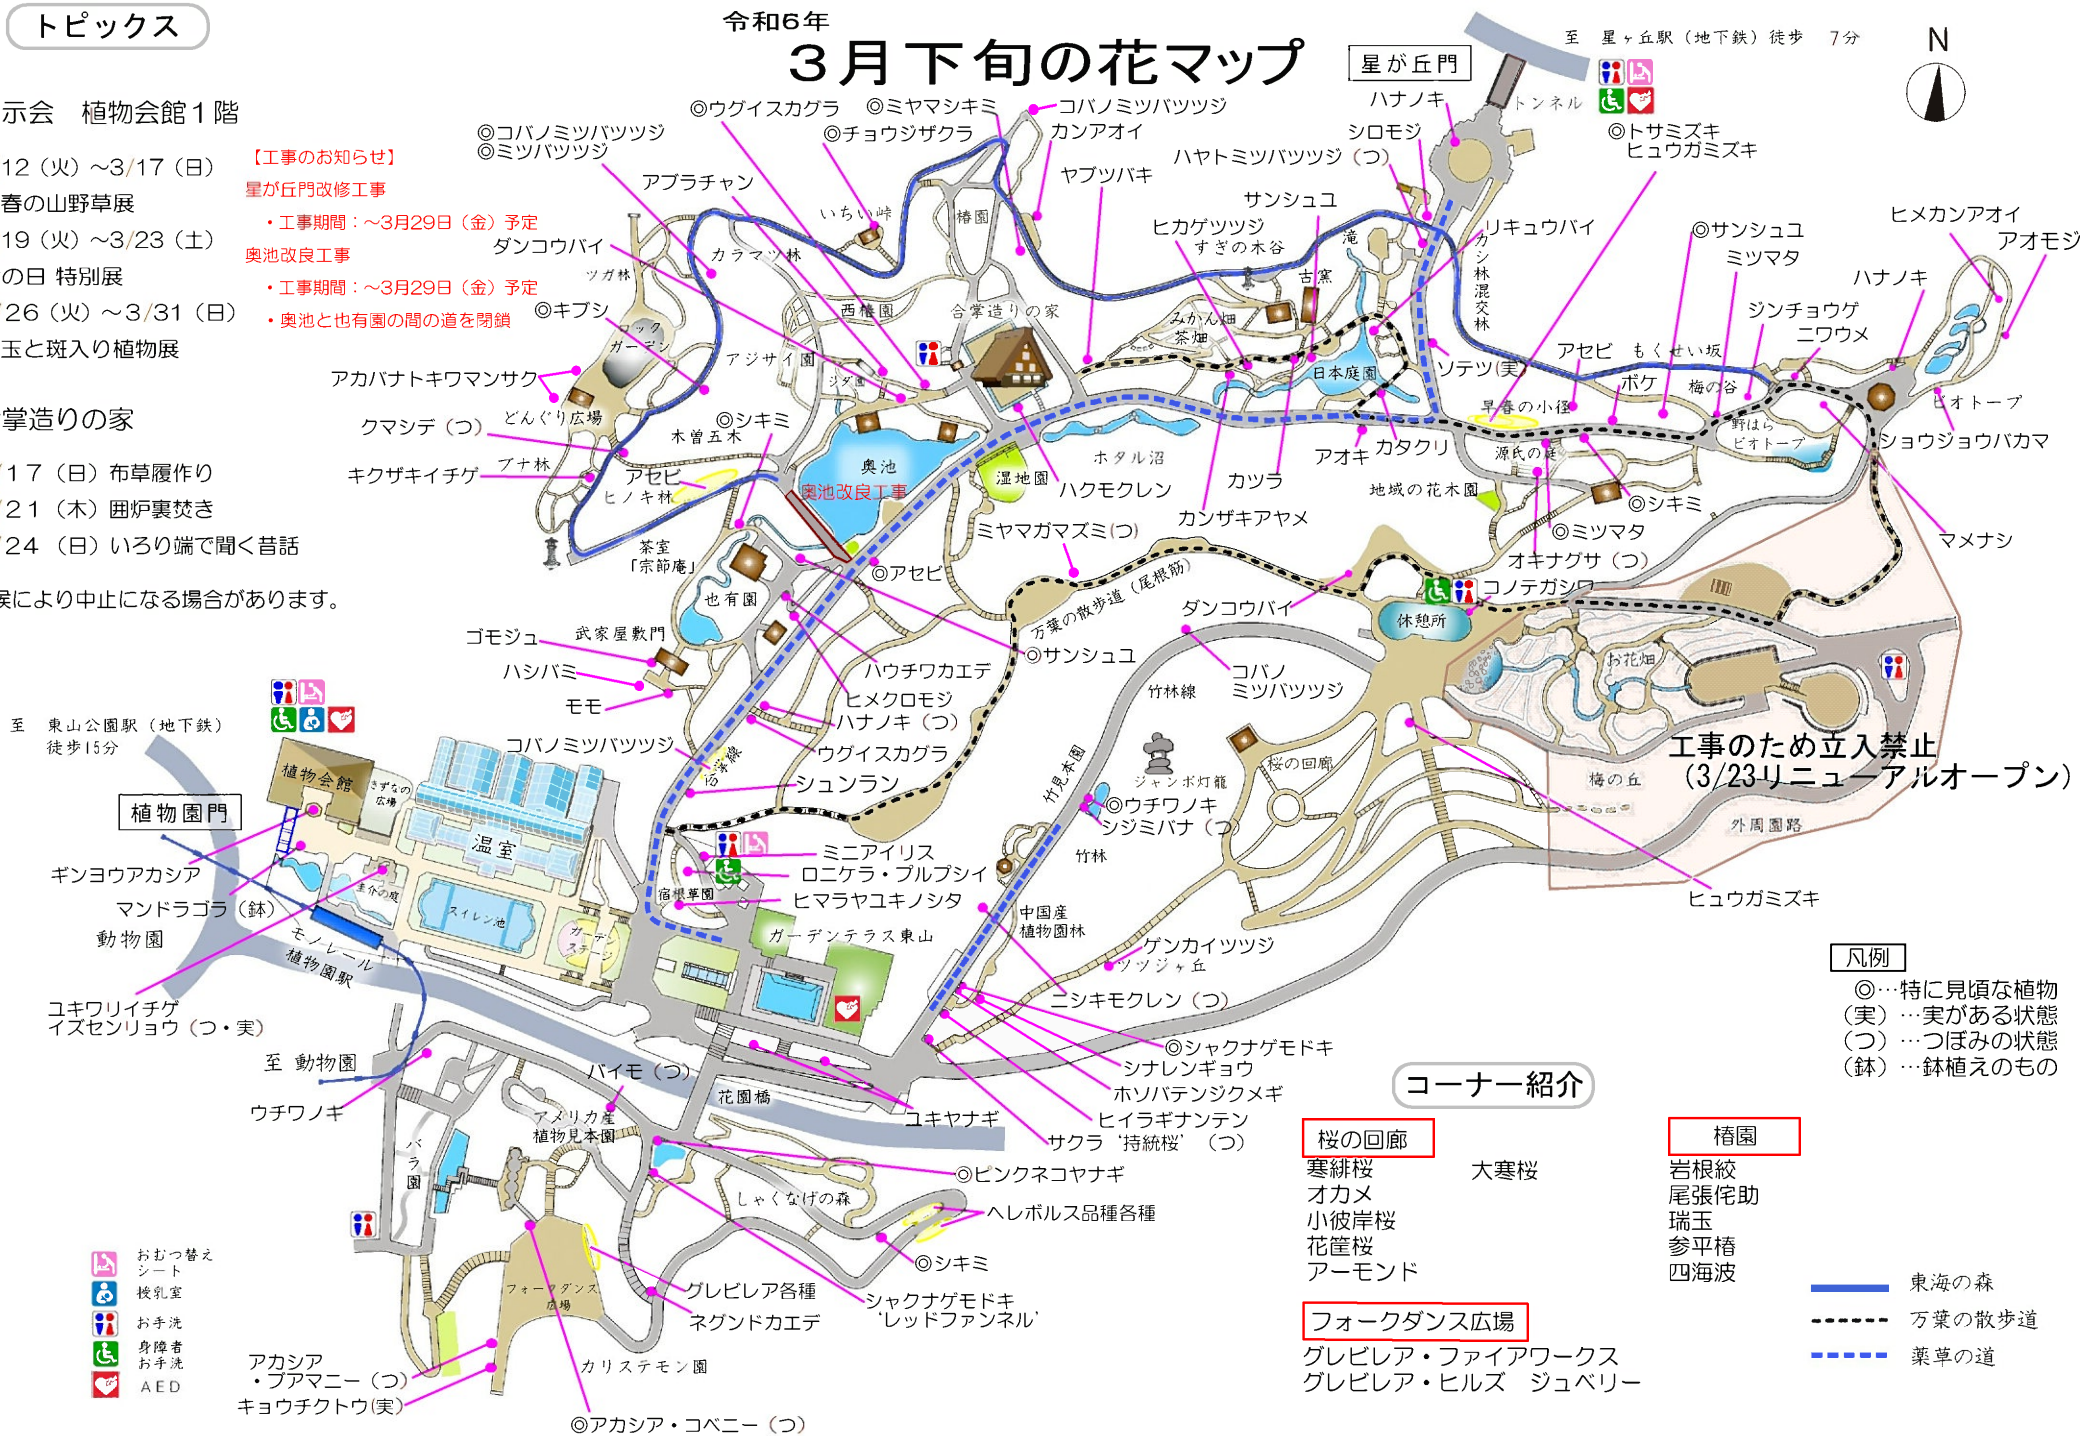 トピックス
令和6年
3月下旬の花マップ
示会 植物会館1階
12(火)~3/17(日)
春の山野草展
19(火)~3/23(土)
の日 特別展
26(火)~3/31(日)
玉と斑入り植物展
掌造りの家
17(日)布草履作り
21(木)囲炉裏焚き
24(日)いろり端で聞く昔話
により中止になる場合があります。
【工事のお知らせ】
星が丘門改修工事
・工事期間:~3月29日(金)予定
奥池改良工事
・工事期間:~3月29日(金)予定
・奥池と也有園の間の道を閉鎖
星が丘門
至 星ヶ丘駅(地下鉄)徒歩 7分
N
トンネル
◎コバノミツバツツジ
◎ミツバツツジ
◎ウグイスカグラ
◎ミヤマシキミ
◎チョウジザクラ
コバノミツバツツジ
カンアオイ
ヤブツバキ
ハナノキ
シロモジ
ハヤトミツバツツジ(つ)
サンシュユ
ヒカゲツツジ
すぎの木谷
◎トサミズキ
ヒュウガミズキ
リキュウバイ
◎サンシュユ
ミツマタ
ヒメカンアオイ
アオモジ
ハナノキ
ジンチョウゲ
ニワウメ
アブラチャン
ダンコウバイ
いちい峠
椿園
カラマツ林
ツガ林
◎キブシ
西椿園
合掌造りの家
ロックガーデン
アジサイ園
シダ園
みかん畑
茶畑
古窯
滝
カシ林混交林
日本庭園
ソテツ(実)
アセビ
もくせい坂
ボケ
梅の谷
早春の小径
野はら
ビオトープ
ビオトープ
アカバナトキワマンサク
どんぐり広場
クマシデ(つ)
木曽五木
◎シキミ
キクザキイチゲ
ブナ林
アセビ
ヒノキ林
奥池
奥池改良工事
湿地園
ホタル沼
ハクモクレン
カツラ
カンザキアヤメ
アオキ
カタクリ
源氏の庭
地域の花木園
◎シキミ
◎ミツマタ
オキナグサ(つ)
ショウジョウバカマ
マメナシ
ミヤマガマズミ(つ)
万葉の散歩道(尾根筋)
コノテガシワ
ダンコウバイ
休憩所
茶室
「宗節庵」
◎アセビ
也有園
武家屋敷門
ゴモジュ
ハシバミ
モモ
◎サンシュユ
ハウチワカエデ
ヒメクロモジ
ハナノキ(つ)
ウグイスカグラ
コバノミツバツツジ
合掌線
シュンラン
コバノ
ミツバツツジ
竹林線
竹見本園
ジャンボ灯籠
◎ウチワノキ
シジミバナ(つ)
竹林
桜の回廊
お花畑
梅の丘
工事のため立入禁止
(3/23リニューアルオープン)
外周園路
ヒュウガミズキ
至 東山公園駅(地下鉄)
徒歩15分
植物会館
きずなの
広場
植物園門
温室
ギンヨウアカシア
マンドラゴラ(鉢)
動物園
圭介の庭
スイレン池
ガーデン
ステージ
モノレール
植物園駅
ユキワリイチゲ
イズセンリョウ(つ・実)
至 動物園
ウチワノキ
ミニアイリス
ロニケラ・プルプシイ
ヒマラヤユキノシタ
宿根草園
ガーデンテラス東山
中国産
植物園林
ゲンカイツツジ
ツツジヶ丘
ニシキモクレン(つ)
◎シャクナゲモドキ
シナレンギョウ
ホソバテンジクメギ
ヒイラギナンテン
サクラ '持統桜' (つ)
ユキヤナギ
花園橋
バイモ(つ)
アメリカ産
植物見本園
バラ園
◎ピンクネコヤナギ
しゃくなげの森
ヘレボルス品種各種
◎シキミ
シャクナゲモドキ
'レッドファンネル'
グレビレア各種
ネグンドカエデ
フォークダンス
広場
カリステモン園
アカシア
・プアマニー(つ)
キョウチクトウ(実)
◎アカシア・コベニー(つ)
おむつ替え
シート
授乳室
お手洗
身障者
お手洗
AED
凡例
◎…特に見頃な植物
(実)…実がある状態
(つ)…つぼみの状態
(鉢)…鉢植えのもの
コーナー紹介
桜の回廊
寒緋桜 大寒桜
オカメ
小彼岸桜
花筐桜
アーモンド
椿園
岩根絞
尾張侘助
瑞玉
参平椿
四海波
フォークダンス広場
グレビレア・ファイアワークス
グレビレア・ヒルズ ジュベリー
東海の森
万葉の散歩道
薬草の道